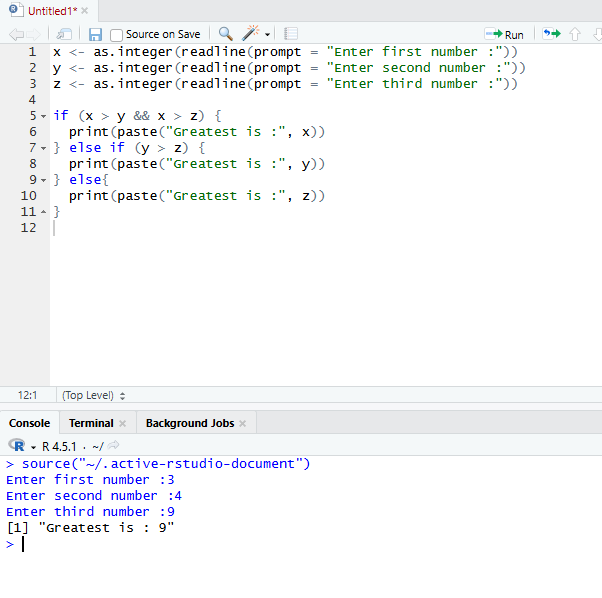 Untitled1*
Source on Save
Run
1 x <- as.integer(readline(prompt = "Enter first number :"))
2 y <- as.integer(readline(prompt = "Enter second number :"))
3 z <- as.integer(readline(prompt = "Enter third number :"))
4
5 if (x > y && x > z) {
6   print(paste("Greatest is :", x))
7 } else if (y > z) {
8   print(paste("Greatest is :", y))
9 } else{
10   print(paste("Greatest is :", z))
11 }
12
12:1 (Top Level)
Console Terminal Background Jobs
R 4.5.1 · ~/
> source("~/.active-rstudio-document")
Enter first number :3
Enter second number :4
Enter third number :9
[1] "Greatest is : 9"
>